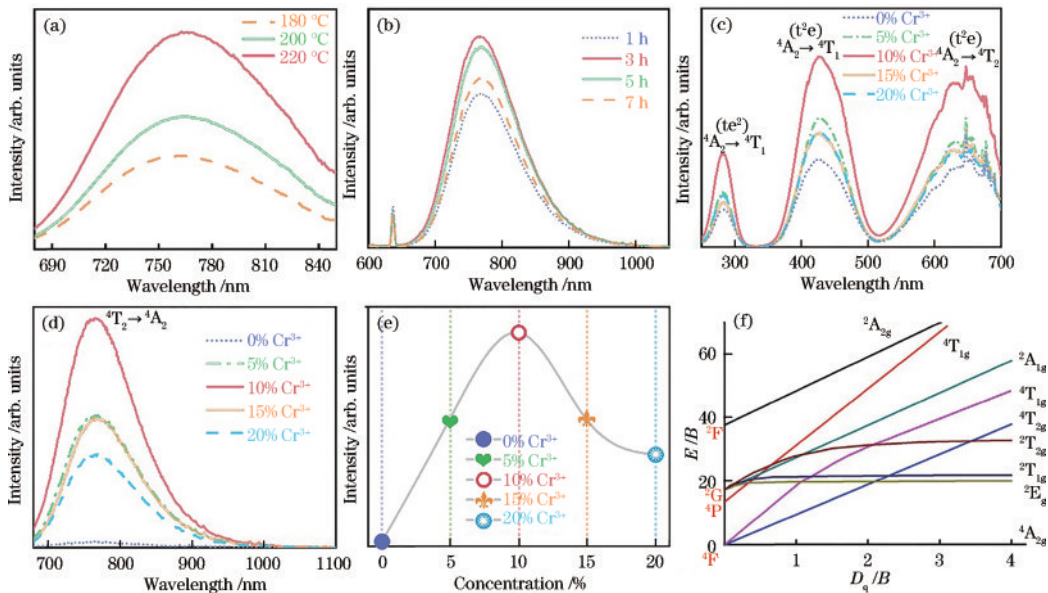 (a)
180 °C
200 °C
220 °C
Intensity /arb. units
690 720 760 780 810 840
Wavelength /nm
(b)
1 h
3 h
5 h
7 h
Intensity /arb. units
600 700 800 900 1000
Wavelength /nm
(c)
0% Cr³⁺
5% Cr³⁺
10% Cr³⁺
15% Cr³⁺
20% Cr³⁺
(t²e)
⁴A₂→⁴T₁
(t²e)
⁴A₂→⁴T₂
(te²)
⁴A₂→⁴T₁
Intensity /arb. units
300 400 500 600 700
Wavelength /nm
(d)
⁴T₂→⁴A₂
0% Cr³⁺
5% Cr³⁺
10% Cr³⁺
15% Cr³⁺
20% Cr³⁺
Intensity /arb. units
700 800 900 1000 1100
Wavelength /nm
(e)
0% Cr³⁺
5% Cr³⁺
10% Cr³⁺
15% Cr³⁺
20% Cr³⁺
Intensity /arb. units
0 5 10 15 20
Concentration /%
(f)
²A₂g
⁴T₁g
²A₁g
⁴T₁g
⁴T₂g
²T₂g
²T₁g
²Eg
⁴A₂g
60
40
20
0
²F
²G
⁴P
⁴F
E/B
1 2 3 4
Dq/B